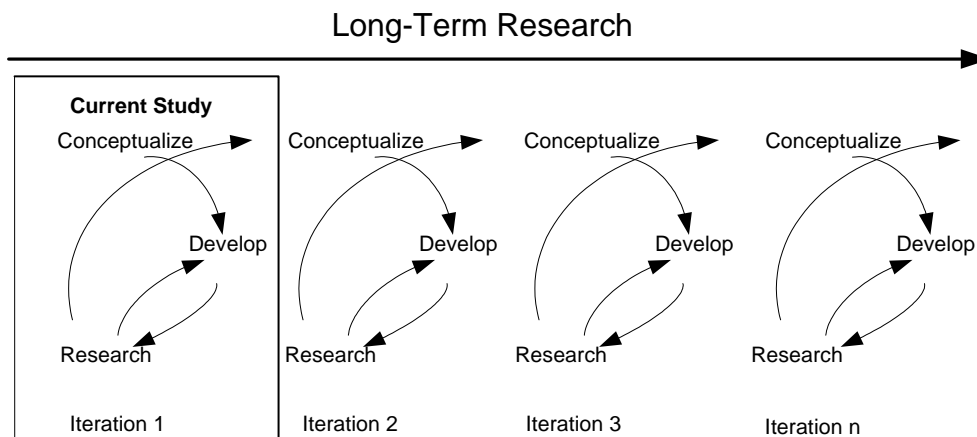 Long-Term Research
Current Study
Conceptualize
Conceptualize
Conceptualize
Conceptualize
Develop
Develop
Develop
Develop
Research
Research
Research
Research
Iteration 1
Iteration 2
Iteration 3
Iteration n